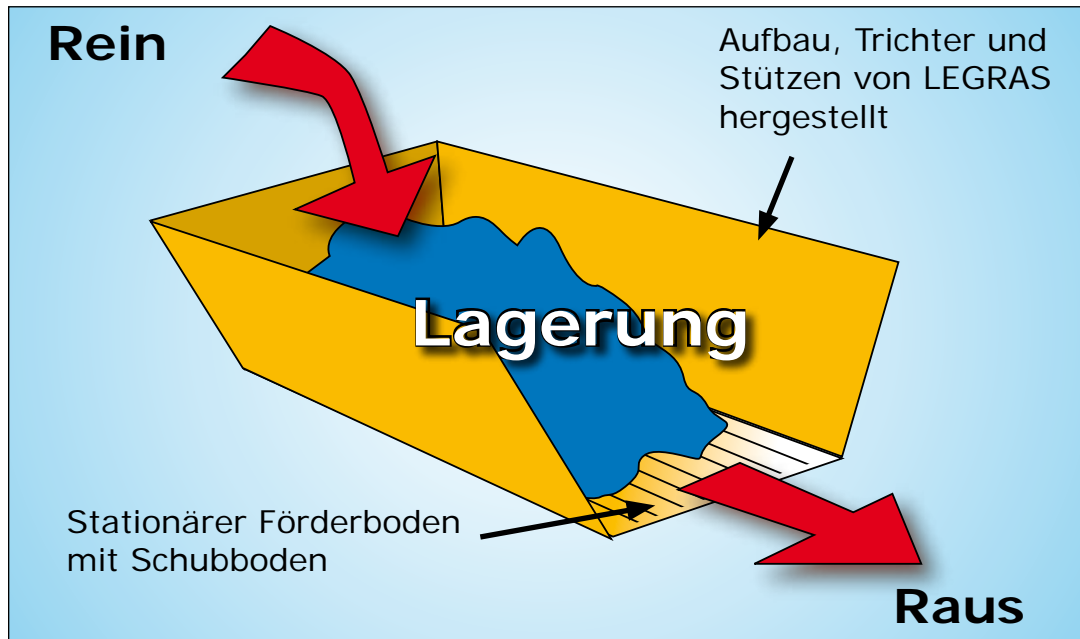 Rein
Aufbau, Trichter und
Stützen von LEGRAS
hergestellt
Lagerung
Stationärer Förderboden
mit Schubboden
Raus